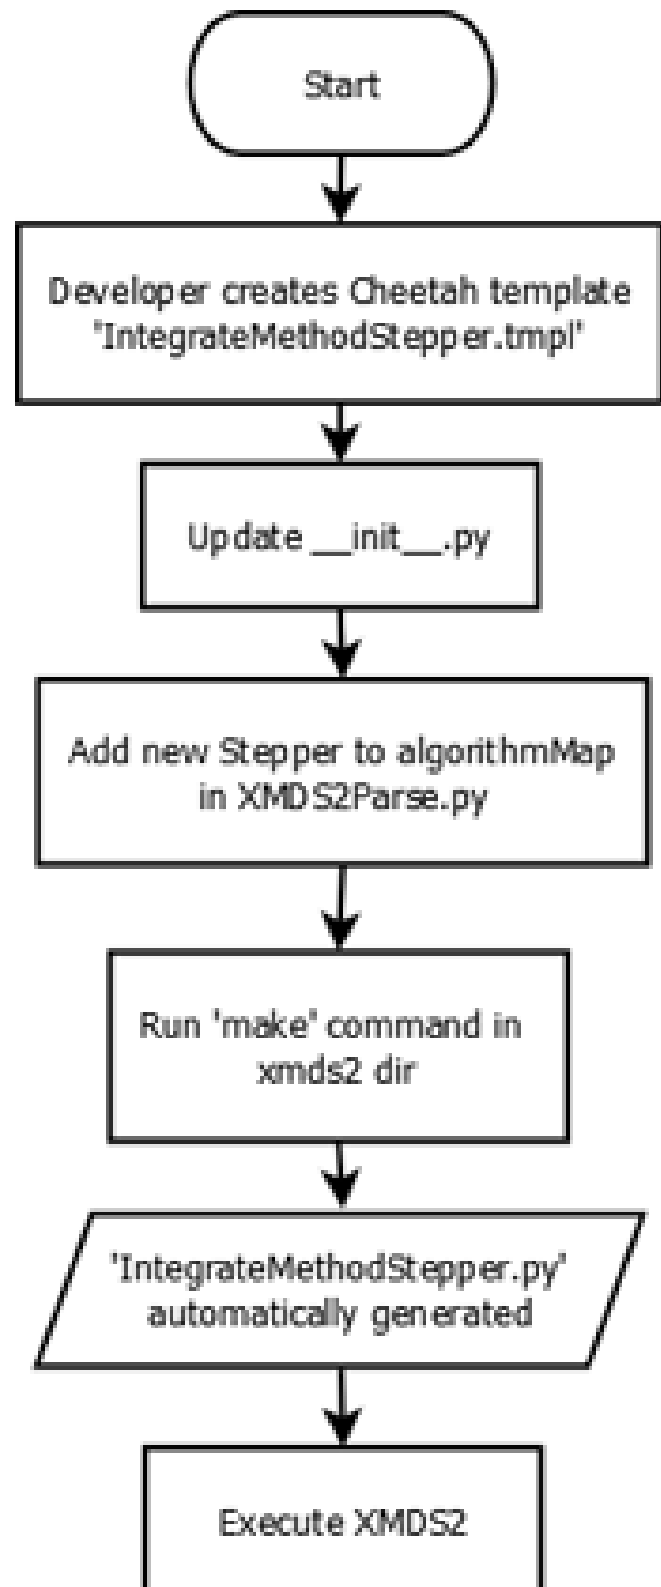 Start
Developer creates Cheetah template
'IntegrateMethodStepper.tmpl'
Update __init__.py
Add new Stepper to algorithmMap
in XMDS2Parse.py
Run 'make' command in
xmds2 dir
'IntegrateMethodStepper.py'
automatically generated
Execute XMDS2